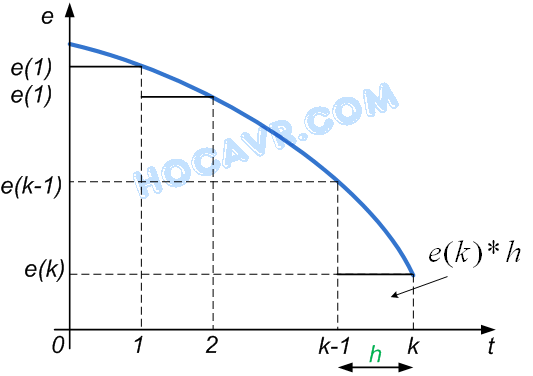 e
e(1)
e(1)
HOCAVR.COM
e(k-1)
e(k)
e(k)*h
0 1 2 k-1 k t
h